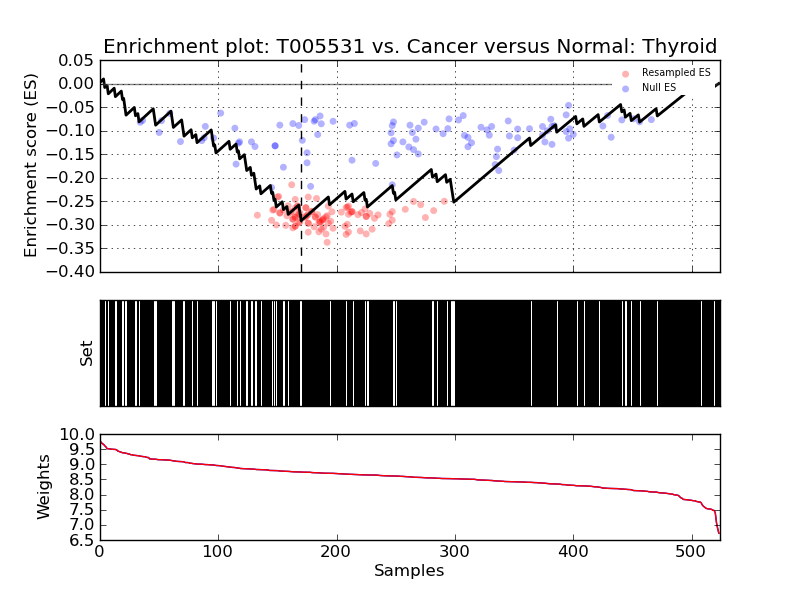 Enrichment plot: T005531 vs. Cancer versus Normal: Thyroid
Enrichment score (ES)
0.05
0.00
−0.05
−0.10
−0.15
−0.20
−0.25
−0.30
−0.35
−0.40
Resampled ES
Null ES
Set
Weights
10.0
9.5
9.0
8.5
8.0
7.5
7.0
6.5
0 100 200 300 400 500
Samples